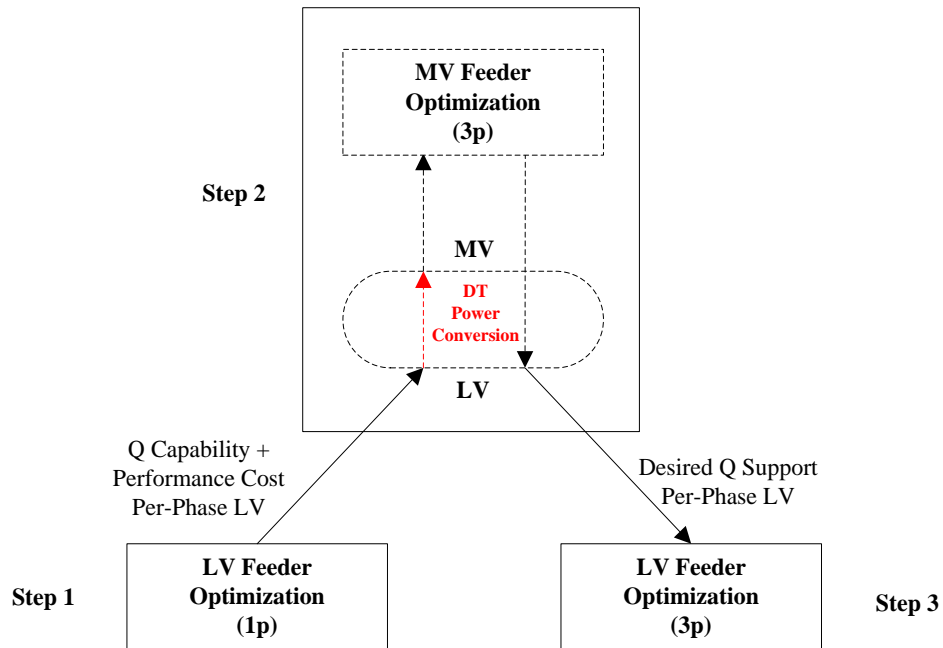 MV Feeder
Optimization
(3p)
Step 2
MV
DT
Power
Conversion
LV
Q Capability +
Performance Cost
Per-Phase LV
Desired Q Support
Per-Phase LV
Step 1
LV Feeder
Optimization
(1p)
LV Feeder
Optimization
(3p)
Step 3